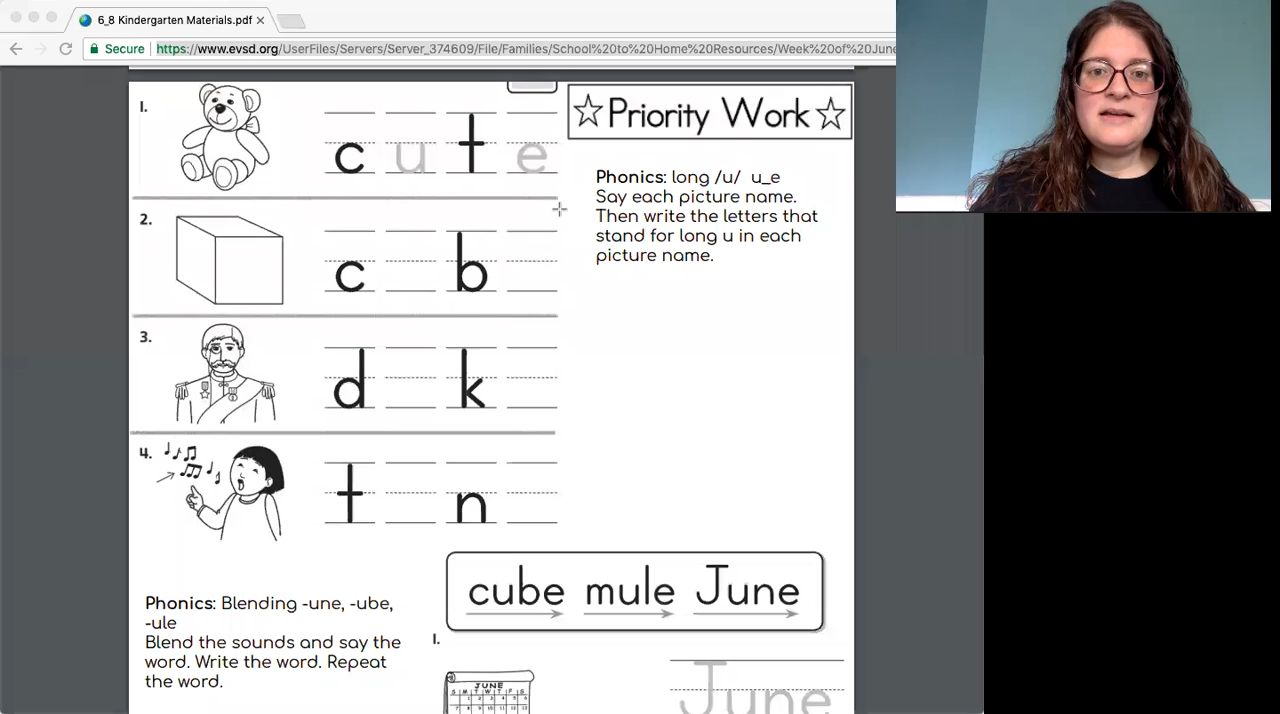 6_8 Kindergarten Materials.pdf
Secure https://www.evsd.org/UserFiles/Servers/Server_374609/File/Families/School%20to%20Home%20Resources/Week%20of%20June
Priority Work
1. c u t e
Phonics: long /u/ u_e
Say each picture name.
Then write the letters that
stand for long u in each
picture name.
2. c b
3. d k
4. t n
cube mule June
Phonics: Blending -une, -ube,
-ule
Blend the sounds and say the
word. Write the word. Repeat
the word.
1.
JUNE
S M T W T F S
June